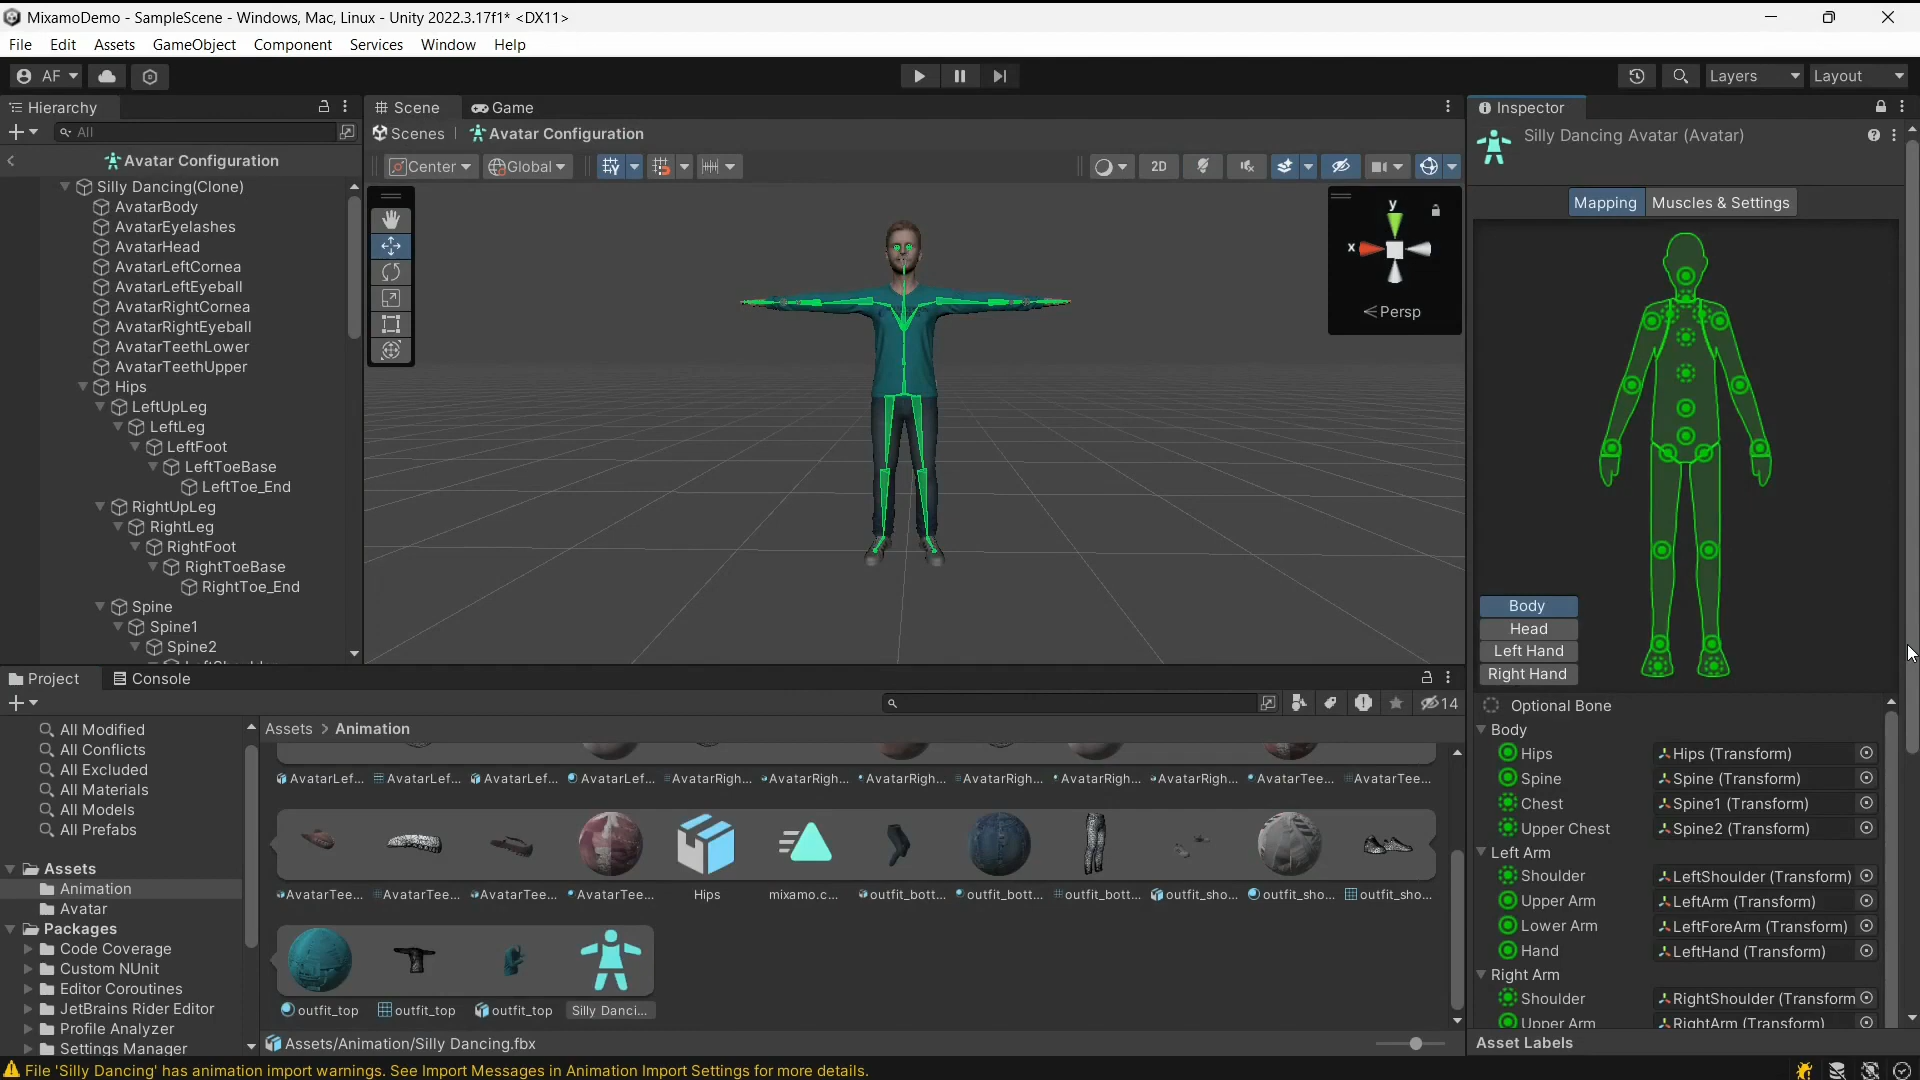 MixamoDemo - SampleScene - Windows, Mac, Linux - Unity 2022.3.17f1* <DX11>
File Edit Assets GameObject Component Services Window Help
AF Layers Layout
Hierarchy
All
Avatar Configuration
Silly Dancing(Clone)
AvatarBody
AvatarEyelashes
AvatarHead
AvatarLeftCornea
AvatarLeftEyeball
AvatarRightCornea
AvatarRightEyeball
AvatarTeethLower
AvatarTeethUpper
Hips
LeftUpLeg
LeftLeg
LeftFoot
LeftToeBase
LeftToe_End
RightUpLeg
RightLeg
RightFoot
RightToeBase
RightToe_End
Spine
Spine1
Spine2
Scene Game
Scenes Avatar Configuration
Center Global 2D
y
x
Persp
Inspector
Silly Dancing Avatar (Avatar)
Mapping Muscles & Settings
Body
Head
Left Hand
Right Hand
Optional Bone
Body
Hips Hips (Transform)
Spine Spine (Transform)
Chest Spine1 (Transform)
Upper Chest Spine2 (Transform)
Left Arm
Shoulder LeftShoulder (Transform)
Upper Arm LeftArm (Transform)
Lower Arm LeftForeArm (Transform)
Hand LeftHand (Transform)
Right Arm
Shoulder RightShoulder (Transform
Upper Arm RightArm (Transform)
Asset Labels
Project Console
14
All Modified
All Conflicts
All Excluded
All Materials
All Models
All Prefabs
Assets
Animation
Avatar
Packages
Code Coverage
Custom NUnit
Editor Coroutines
JetBrains Rider Editor
Profile Analyzer
Settings Manager
Assets > Animation
AvatarLef... AvatarLef... AvatarLef... AvatarLef... AvatarRigh... AvatarRigh... AvatarRigh... AvatarRigh... AvatarRigh... AvatarRigh... AvatarTee... AvatarTee...
AvatarTee... AvatarTee... AvatarTee... AvatarTee... Hips mixamo.c... outfit_bott... outfit_bott... outfit_bott... outfit_sho... outfit_sho... outfit_sho...
outfit_top outfit_top outfit_top Silly Danci...
Assets/Animation/Silly Dancing.fbx
File 'Silly Dancing' has animation import warnings. See Import Messages in Animation Import Settings for more details.